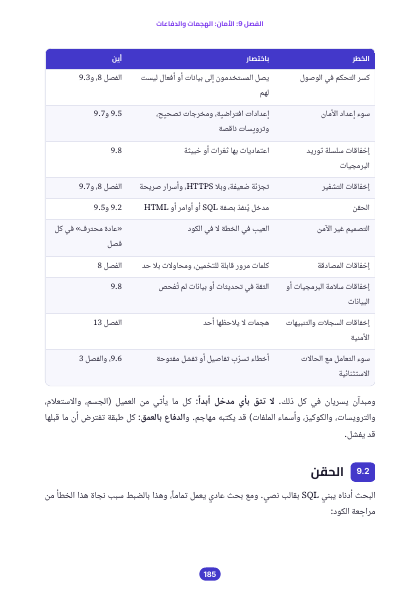 الفصل 9: الأمان: الهجمات والدفاعات
الخطر باختصار أين
كسر التحكم في الوصول يصل المستخدمون إلى بيانات أو أفعال ليست الفصل 8، و9.3
لهم
سوء إعداد الأمان إعدادات افتراضية، ومخرجات تصحيح، 9.5 و9.7
وترويسات ناقصة
إخفاقات سلسلة توريد اعتماديات بها ثغرات أو خبيثة 9.8
البرمجيات
إخفاقات التشفير تجزئة ضعيفة، وبلا HTTPS، وأسرار صريحة الفصل 8، و9.7
الحقن مدخل يُنفذ بصفة SQL أو أوامر أو HTML 9.2 و9.5
التصميم غير الآمن العيب في الخطة لا في الكود «عادة محترف» في كل
فصل
إخفاقات المصادقة كلمات مرور قابلة للتخمين، ومحاولات بلا حد الفصل 8
إخفاقات سلامة البرمجيات أو الثقة في تحديثات أو بيانات لم تُفحص 9.8
البيانات
إخفاقات السجلات والتنبيهات هجمات لا يلاحظها أحد الفصل 13
الأمنية
سوء التعامل مع الحالات أخطاء تسرّب تفاصيل أو تفشل مفتوحة 9.6، والفصل 3
الاستثنائية
ومبدآن يسريان في كل ذلك. لا تثق بأي مدخل أبداً: كل ما يأتي من العميل (الجسم، والاستعلام،
والترويسات، والكوكيز، وأسماء الملفات) قد يكتبه مهاجم. والدفاع بالعمق: كل طبقة تفترض أن ما قبلها
قد يفشل.
9.2 الحقن
البحث أدناه يبني SQL بقالب نصي. ومع بحث عادي يعمل تماماً، وهذا بالضبط سبب نجاة هذا الخطأ من
مراجعة الكود:
185